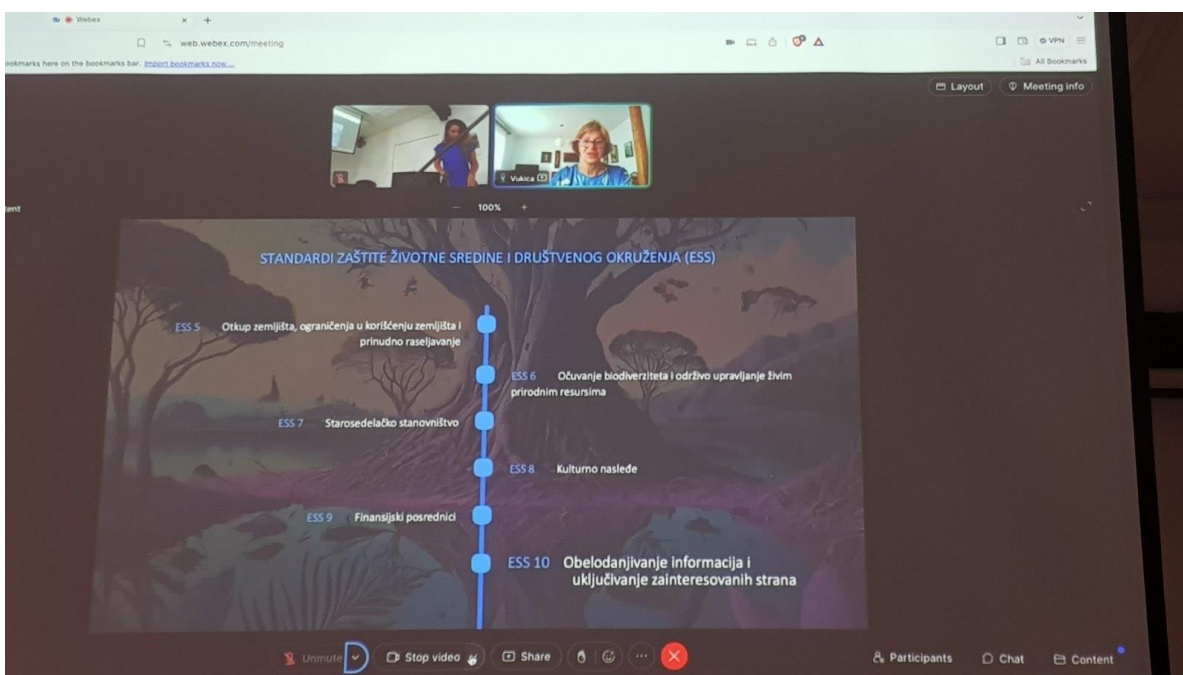 Webex
web.webex.com/meeting
VPN
ookmarks here on the bookmarks bar. Import bookmarks now ...
All Bookmarks
Layout
Meeting info
Vukica
tent
100%
STANDARDI ZAŠTITE ŽIVOTNE SREDINE I DRUŠTVENOG OKRUŽENJA (ESS)
ESS 5 Otkup zemljišta, ograničenja u korišćenju zemljišta i
prinudno raseljavanje
ESS 6 Očuvanje biodiverziteta i održivo upravljanje živim
prirodnim resursima
ESS 7 Starosedelačko stanovništvo
ESS 8 Kulturno nasleđe
ESS 9 Finansijski posrednici
ESS 10 Obelodanjivanje informacija i
uključivanje zainteresovanih strana
Unmute
Stop video
Share
Participants
Chat
Content